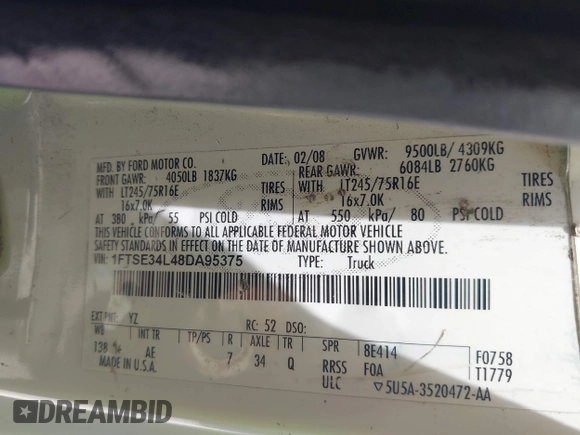 MFD. BY FORD MOTOR CO.
DATE: 02/08 GVWR: 9500LB/ 4309KG
FRONT GAWR: 4050LB 1837KG
REAR GAWR: 6084LB 2760KG
WITH LT245/75R16E TIRES
WITH LT245/75R16E TIRES
16x7.0K RIMS
16x7.0K RIMS
AT 380 kPa/ 55 PSI COLD
AT 550 kPa/ 80 PSI COLD
THIS VEHICLE CONFORMS TO ALL APPLICABLE FEDERAL MOTOR VEHICLE
SAFETY STANDARDS IN EFFECT ON THE DATE OF MANUFACTURE SHOWN ABOVE.
VIN: 1FTSE34L48DA95375 TYPE: Truck
EXT PNT: YZ RC: 52 DSO:
WB INT TR TP/PS R AXLE TR SPR 8E414 F0758
138 AE 7 34 Q RRSS F0A T1779
MADE IN U.S.A. ULC ▽5U5A-3520472-AA
DREAMBID